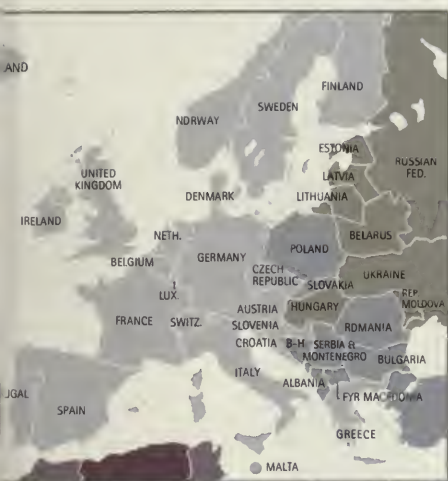 AND
FINLAND
SWEDEN
NORWAY
ESTONIA
RUSSIAN
FED.
LATVIA
UNITED
KINGDOM
DENMARK
LITHUANIA
IRELAND
NETH.
BELARUS
POLAND
GERMANY
BELGIUM
CZECH
REPUBLIC
UKRAINE
SLOVAKIA
LUX.
REP.
MOLDOVA
AUSTRIA
HUNGARY
FRANCE
SWITZ.
SLOVENIA
ROMANIA
CROATIA
B-H
SERBIA &
MONTENEGRO
BULGARIA
ITALY
ALBANIA
UGAL
FYR MACEDONIA
SPAIN
GREECE
MALTA